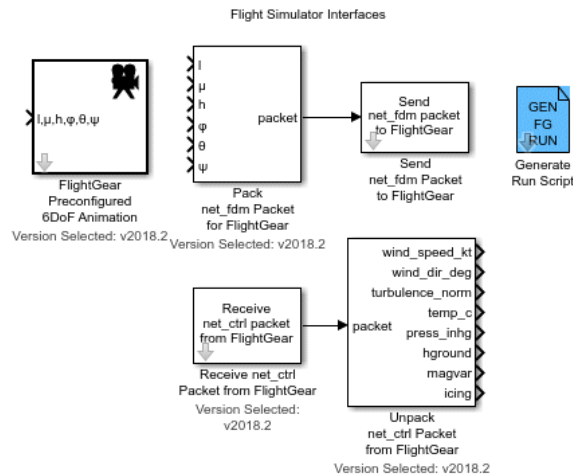 Flight Simulator Interfaces
l,μ,h,φ,θ,ψ
FlightGear
Preconfigured
6DoF Animation
Version Selected: v2018.2
l
μ
h
φ
θ
ψ
packet
Pack
net_fdm Packet
for FlightGear
Version Selected: v2018.2
Send
net_fdm packet
to FlightGear
Send
net_fdm Packet
to FlightGear
GEN
FG
RUN
Generate
Run Script
Receive
net_ctrl packet
from FlightGear
Receive net_ctrl
Packet from FlightGear
Version Selected:
v2018.2
packet
wind_speed_kt
wind_dir_deg
turbulence_norm
temp_c
press_inhg
hground
magvar
icing
Unpack
net_ctrl Packet
from FlightGear
Version Selected: v2018.2